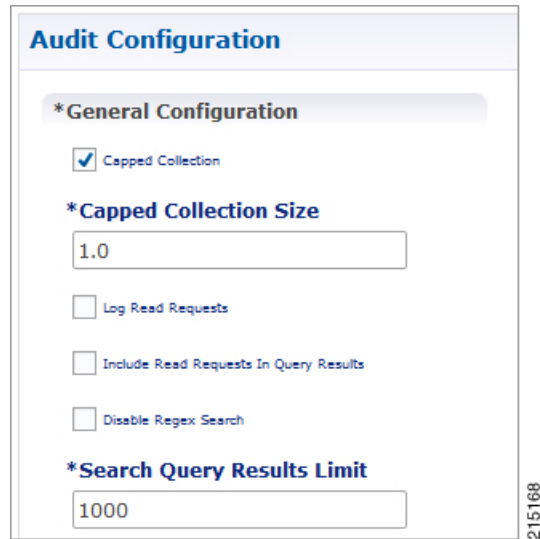 Audit Configuration
*General Configuration
Capped Collection
*Capped Collection Size
1.0
Log Read Requests
Include Read Requests In Query Results
Disable Regex Search
*Search Query Results Limit
1000
215168